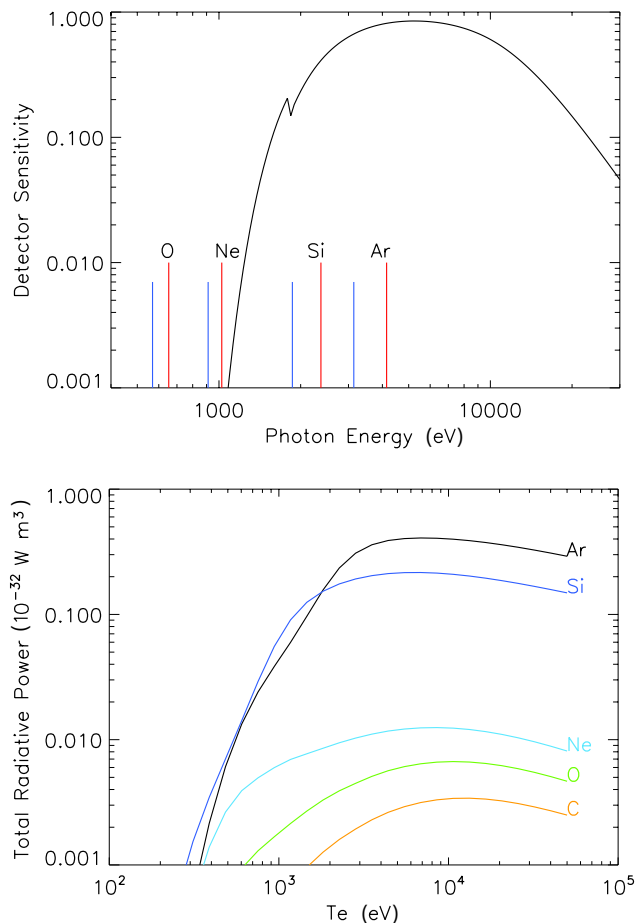 1.000
0.100
0.010
0.001
Detector Sensitivity
O Ne Si Ar
1000 10000
Photon Energy (eV)
1.000
0.100
0.010
0.001
Total Radiative Power (10⁻³² W m³)
Ar
Si
Ne
O
C
10² 10³ 10⁴ 10⁵
Te (eV)